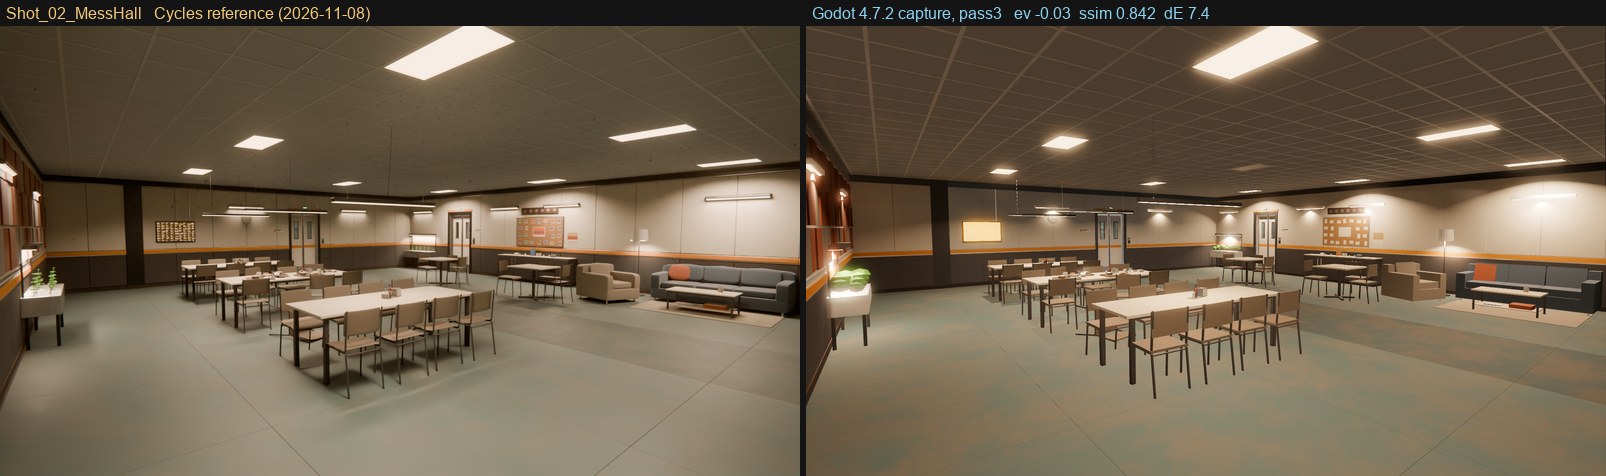 Shot_02_MessHall Cycles reference (2026-11-08)
Godot 4.7.2 capture, pass3 ev -0.03 ssim 0.842 dE 7.4